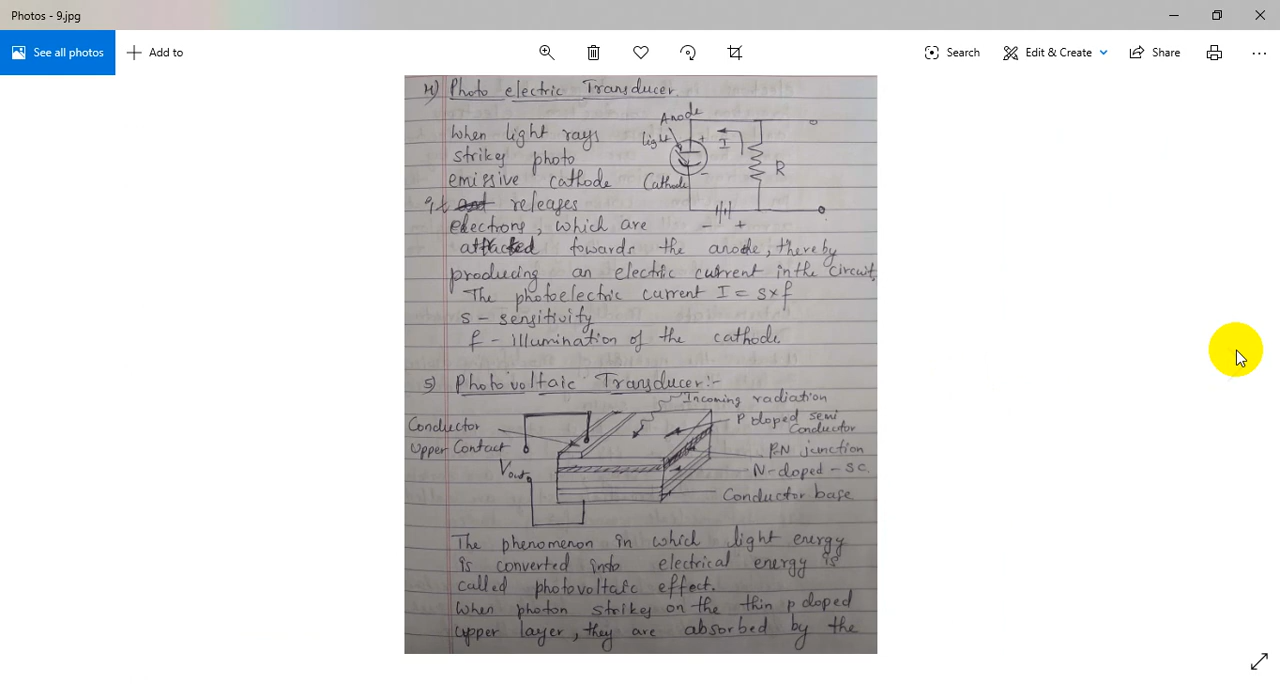 Photos - 9.jpg
See all photos
Add to
Search
Edit & Create
Share
4) Photo electric Transducer
When light rays
strikes photo
emissive cathode
it releases
electrons, which are
attracted towards the anode, thereby
producing an electric current in the circuit.
The photoelectric current I = s×f
s - sensitivity
f - illumination of the cathode
Anode
light
+
I
R
Cathode
-
- +
5) Photovoltaic Transducer:-
Incoming radiation
Conductor
P doped semi
Conductor
Upper Contact
P-N junction
Vout
N-doped - SC
Conductor base
The phenomenon in which light energy
is converted into electrical energy is
called photovoltaic effect.
When photon strikes on the thin p doped
upper layer, they are absorbed by the